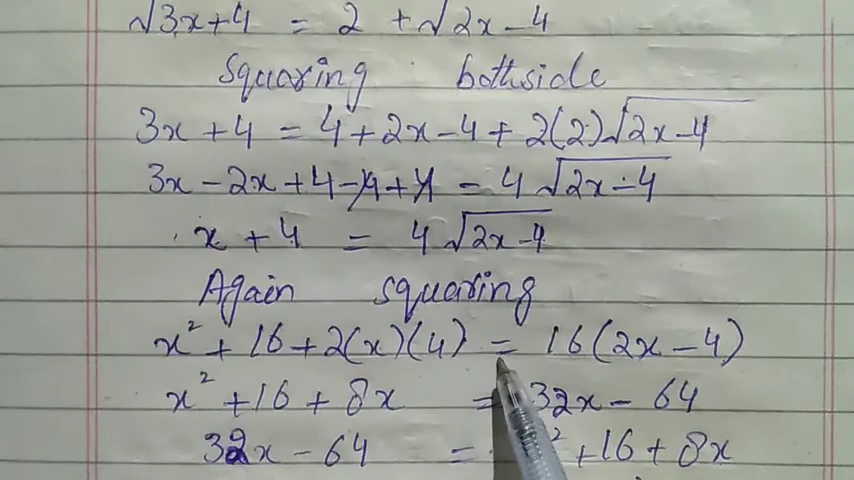 √3x+4 = 2 + √2x-4
Squaring bothside
3x + 4 = 4 + 2x - 4 + 2(2)√2x-4
3x - 2x + 4 - 4 + 4 = 4√2x-4
x + 4 = 4√2x-4
Again squaring
x² + 16 + 2(x)(4) = 16(2x - 4)
x² + 16 + 8x = 32x - 64
32x - 64 = ² + 16 + 8x